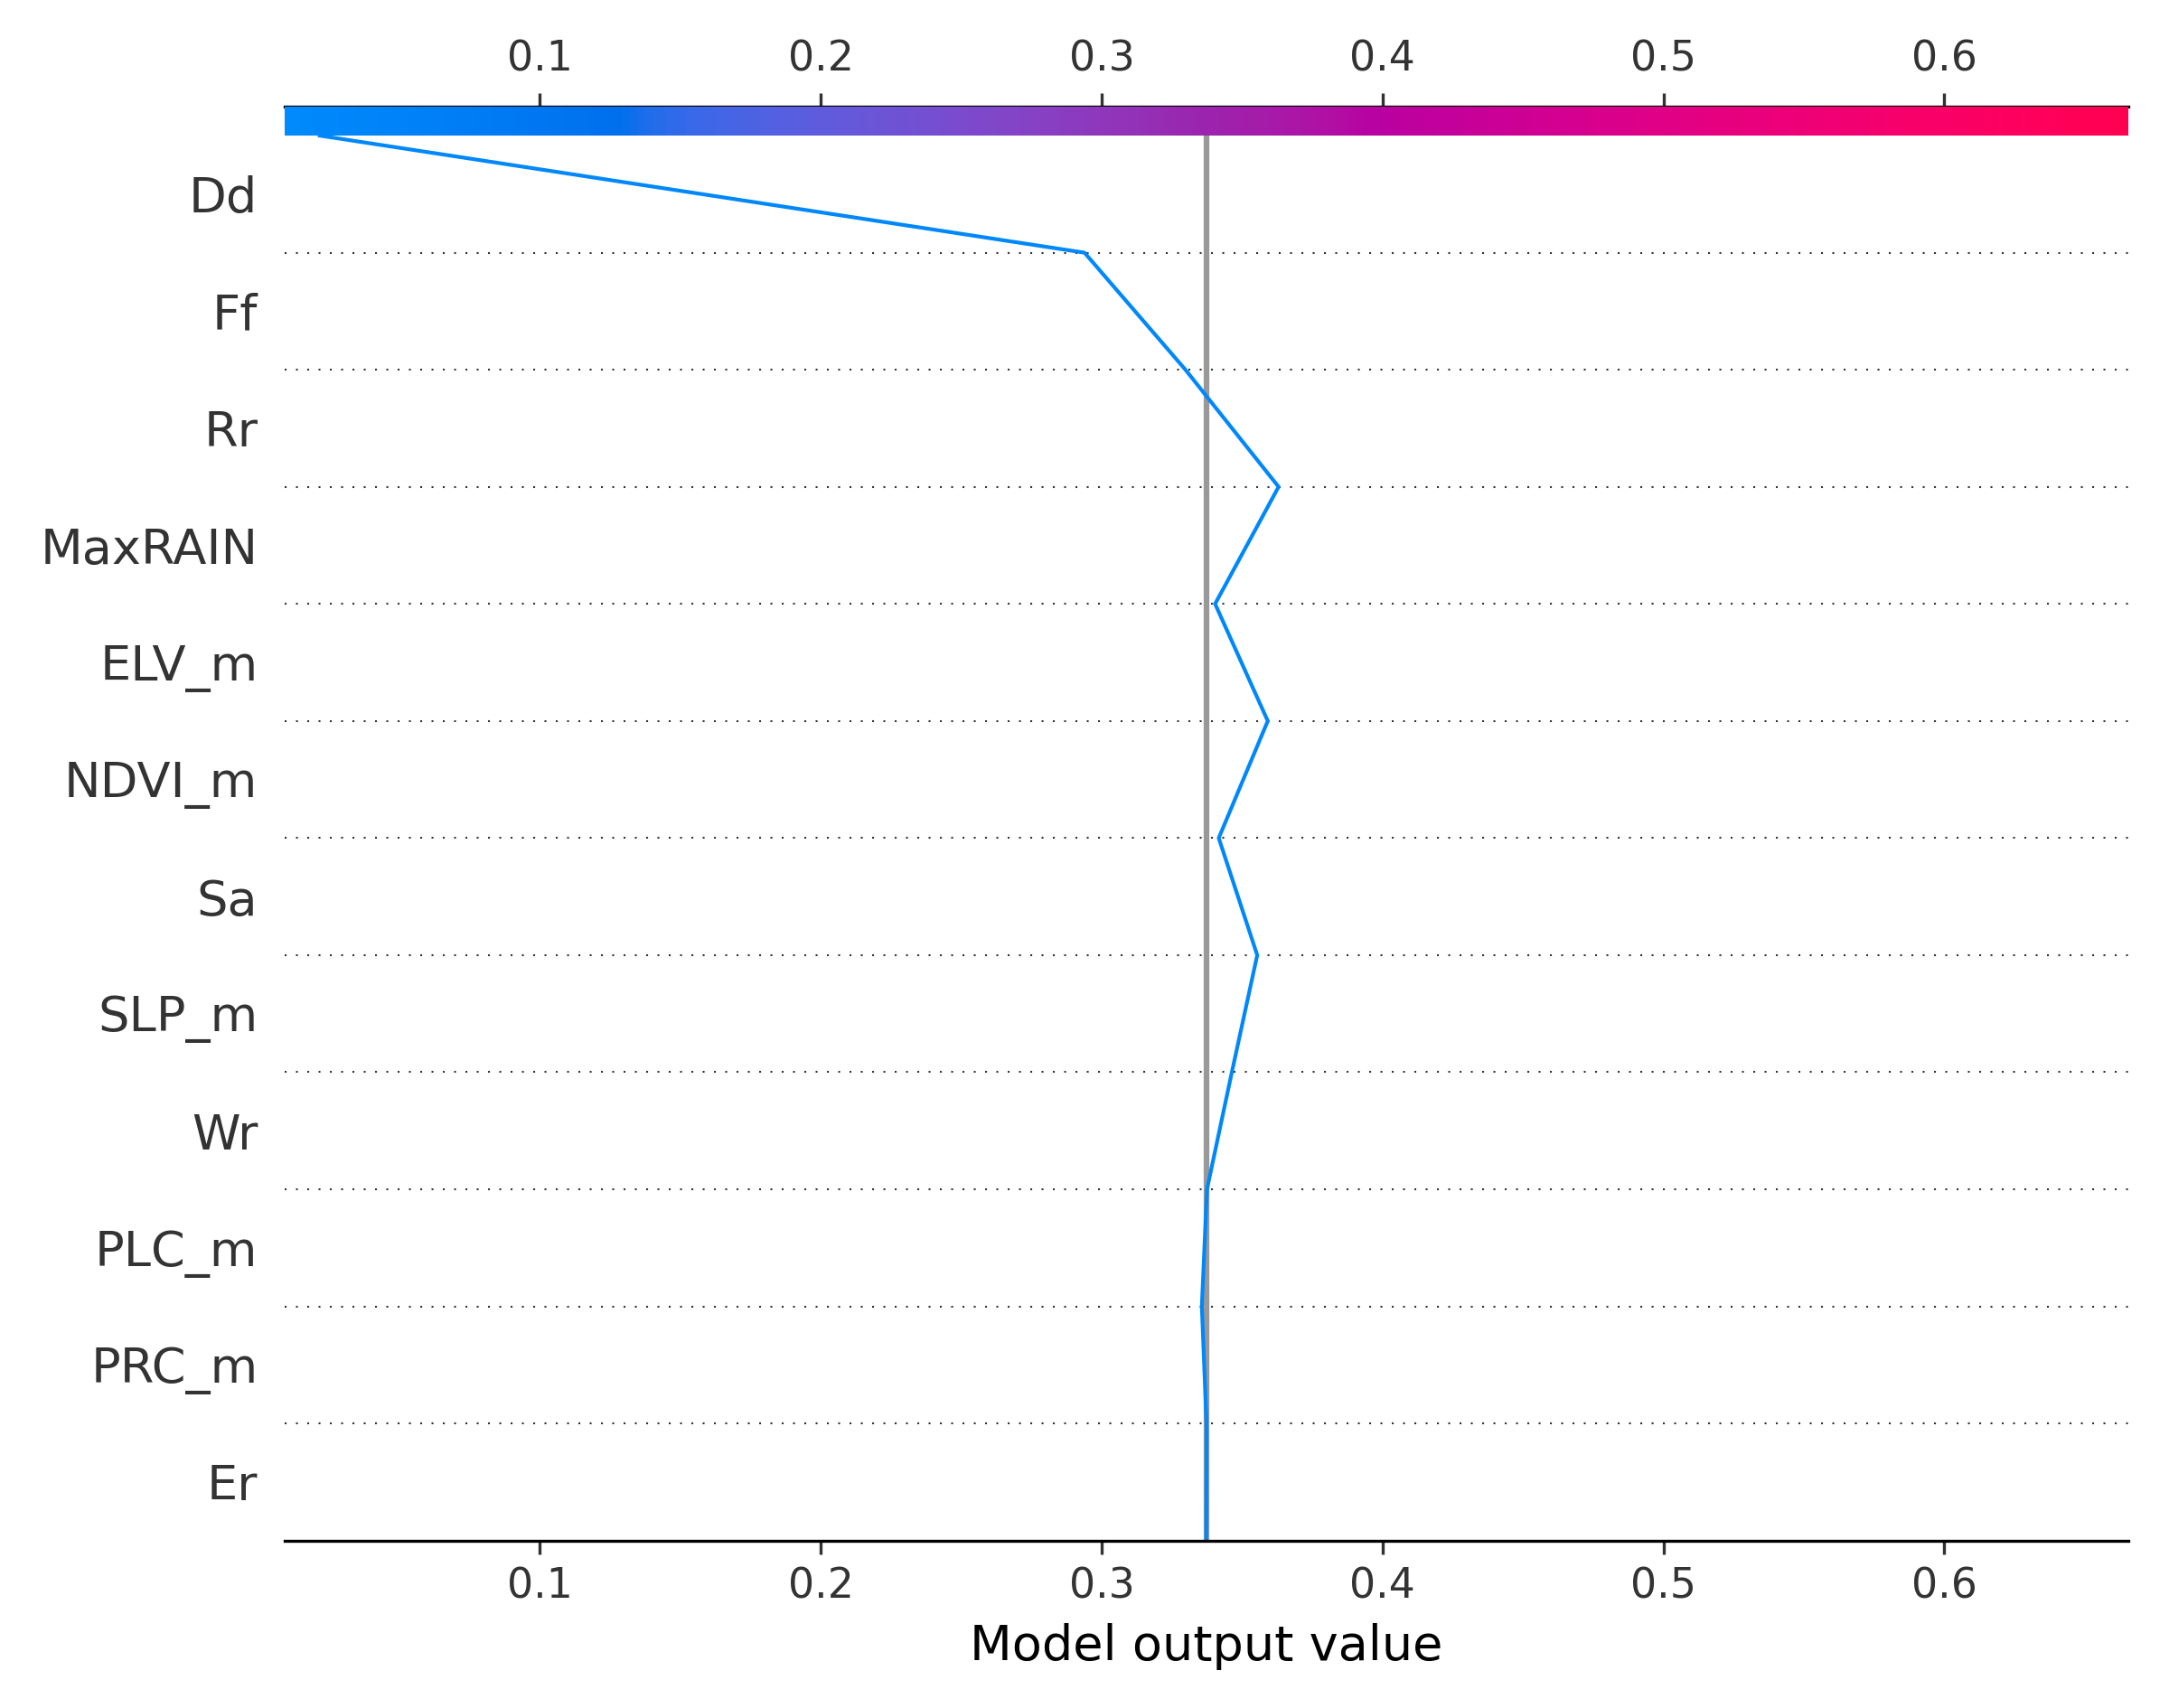 0.1 0.2 0.3 0.4 0.5 0.6
Dd
Ff
Rr
MaxRAIN
ELV_m
NDVI_m
Sa
SLP_m
Wr
PLC_m
PRC_m
Er
0.1 0.2 0.3 0.4 0.5 0.6
Model output value